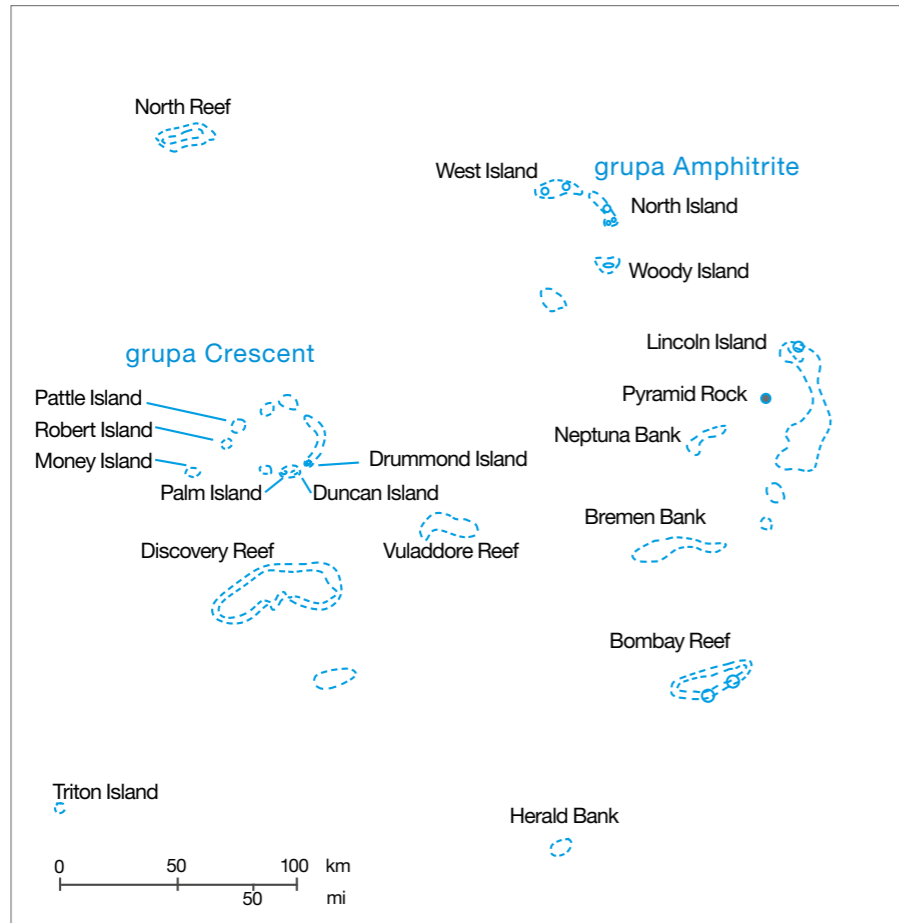 North Reef
West Island
grupa Amphitrite
North Island
Woody Island
Lincoln Island
grupa Crescent
Pattle Island
Pyramid Rock
Robert Island
Neptuna Bank
Money Island
Drummond Island
Palm Island
Duncan Island
Bremen Bank
Discovery Reef
Vuladdore Reef
Bombay Reef
Triton Island
Herald Bank
0 50 100 km
50 mi